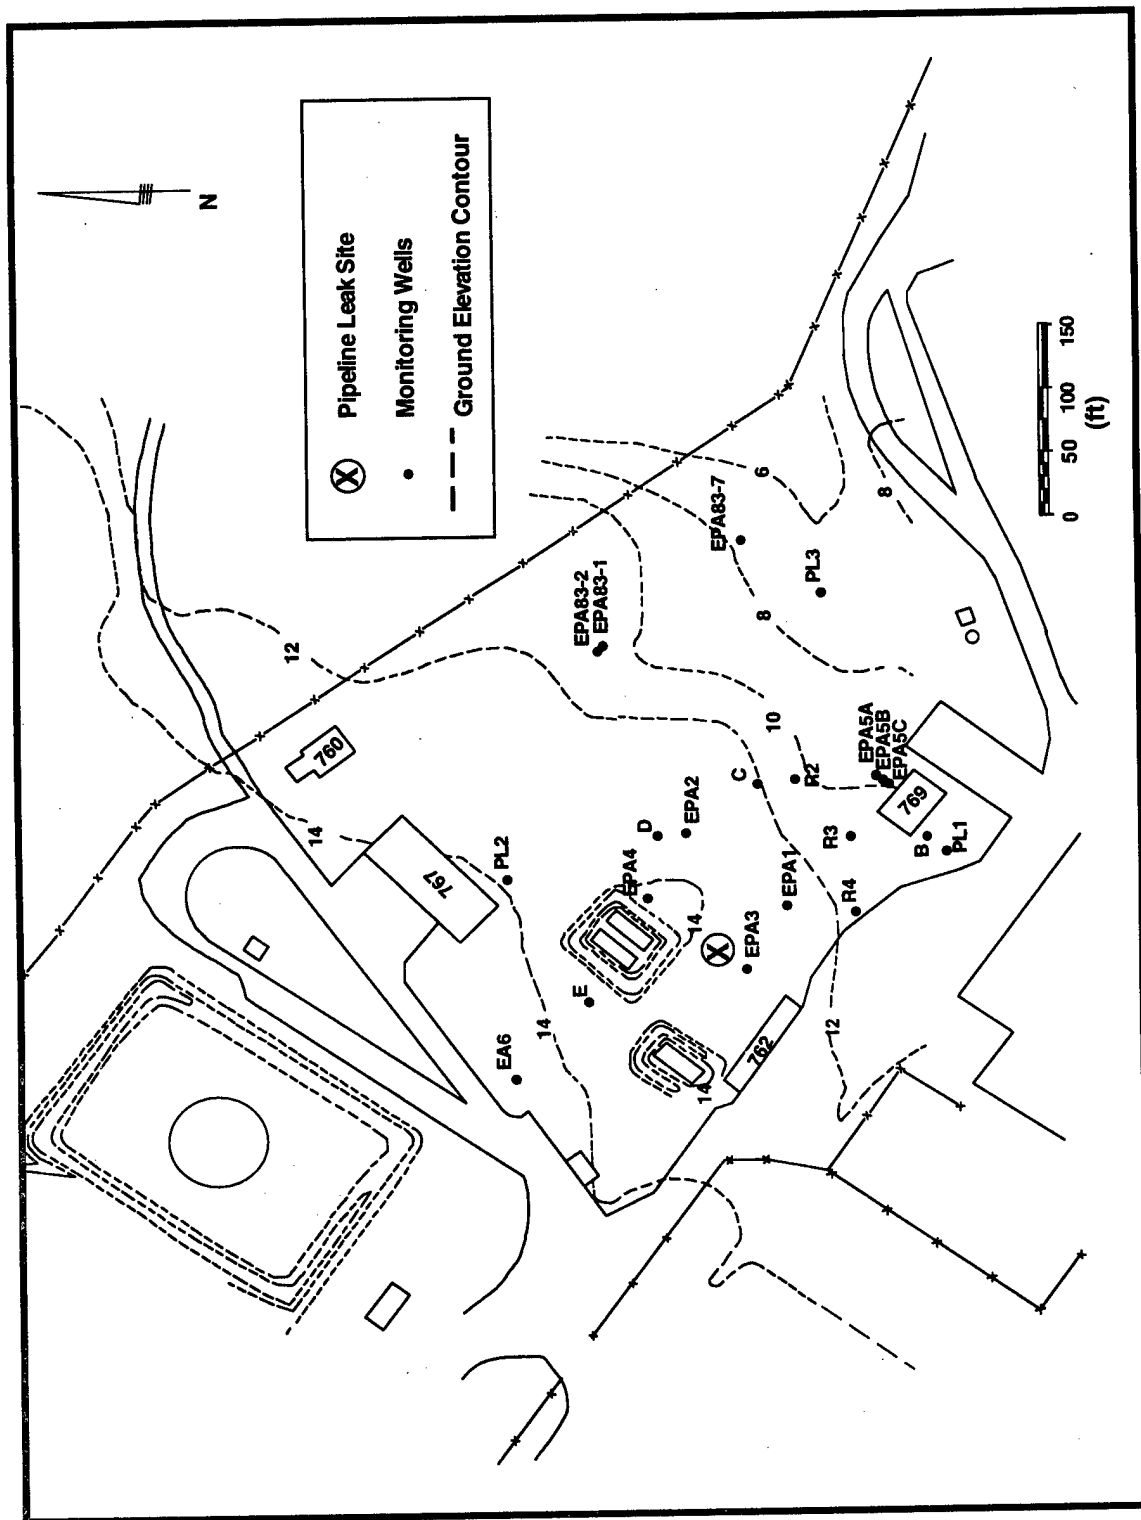 N
Pipeline Leak Site
X
Monitoring Wells
Ground Elevation Contour
12
14
760
767
PL2
EA6
14
E
EPA4
D
EPA2
14
14
X
EPA3
EPA1
762
12
C
R2
R3
R4
10
EPA83-2
EPA83-1
EPA83-7
PL3
6
8
8
EPA5A
EPA5B
EPA5C
769
B
PL1
0 50 100 150
(ft)